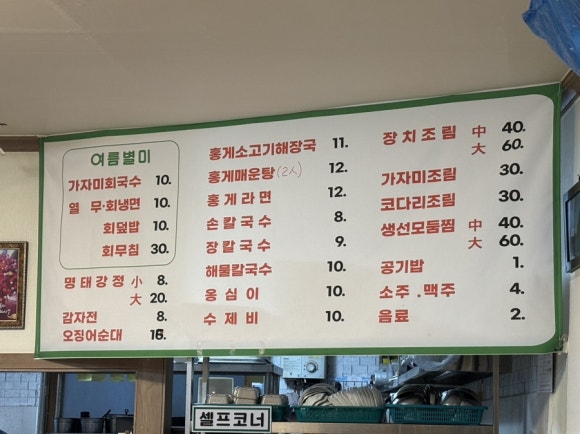 여름별미
가자미회국수 10.
열 무·회냉면 10.
회덮밥 10.
회무침 30.
명태강정 小 8.
大 20.
감자전 8.
오징어순대 15.
홍게소고기해장국 11.
홍게매운탕(2人) 12.
홍게라면 12.
손칼국수 8.
장칼국수 9.
해물칼국수 10.
옹심이 10.
수제비 10.
장치조림 中 40.
大 60.
가자미조림 30.
코다리조림 30.
생선모둠찜 中 40.
大 60.
공기밥 1.
소주.맥주 4.
음료 2.
셀프코너